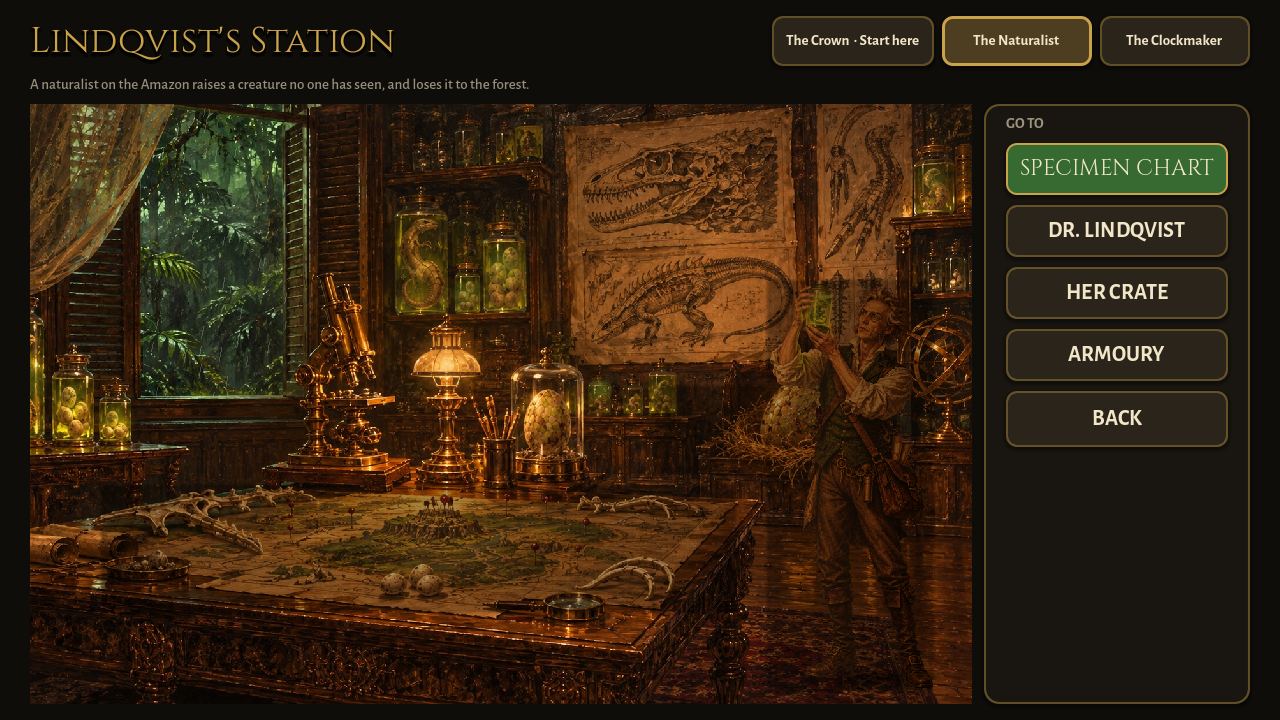 Lindqvist's Station
The Crown · Start here
The Naturalist
The Clockmaker
A naturalist on the Amazon raises a creature no one has seen, and loses it to the forest.
GO TO
SPECIMEN CHART
DR. LINDQVIST
HER CRATE
ARMOURY
BACK